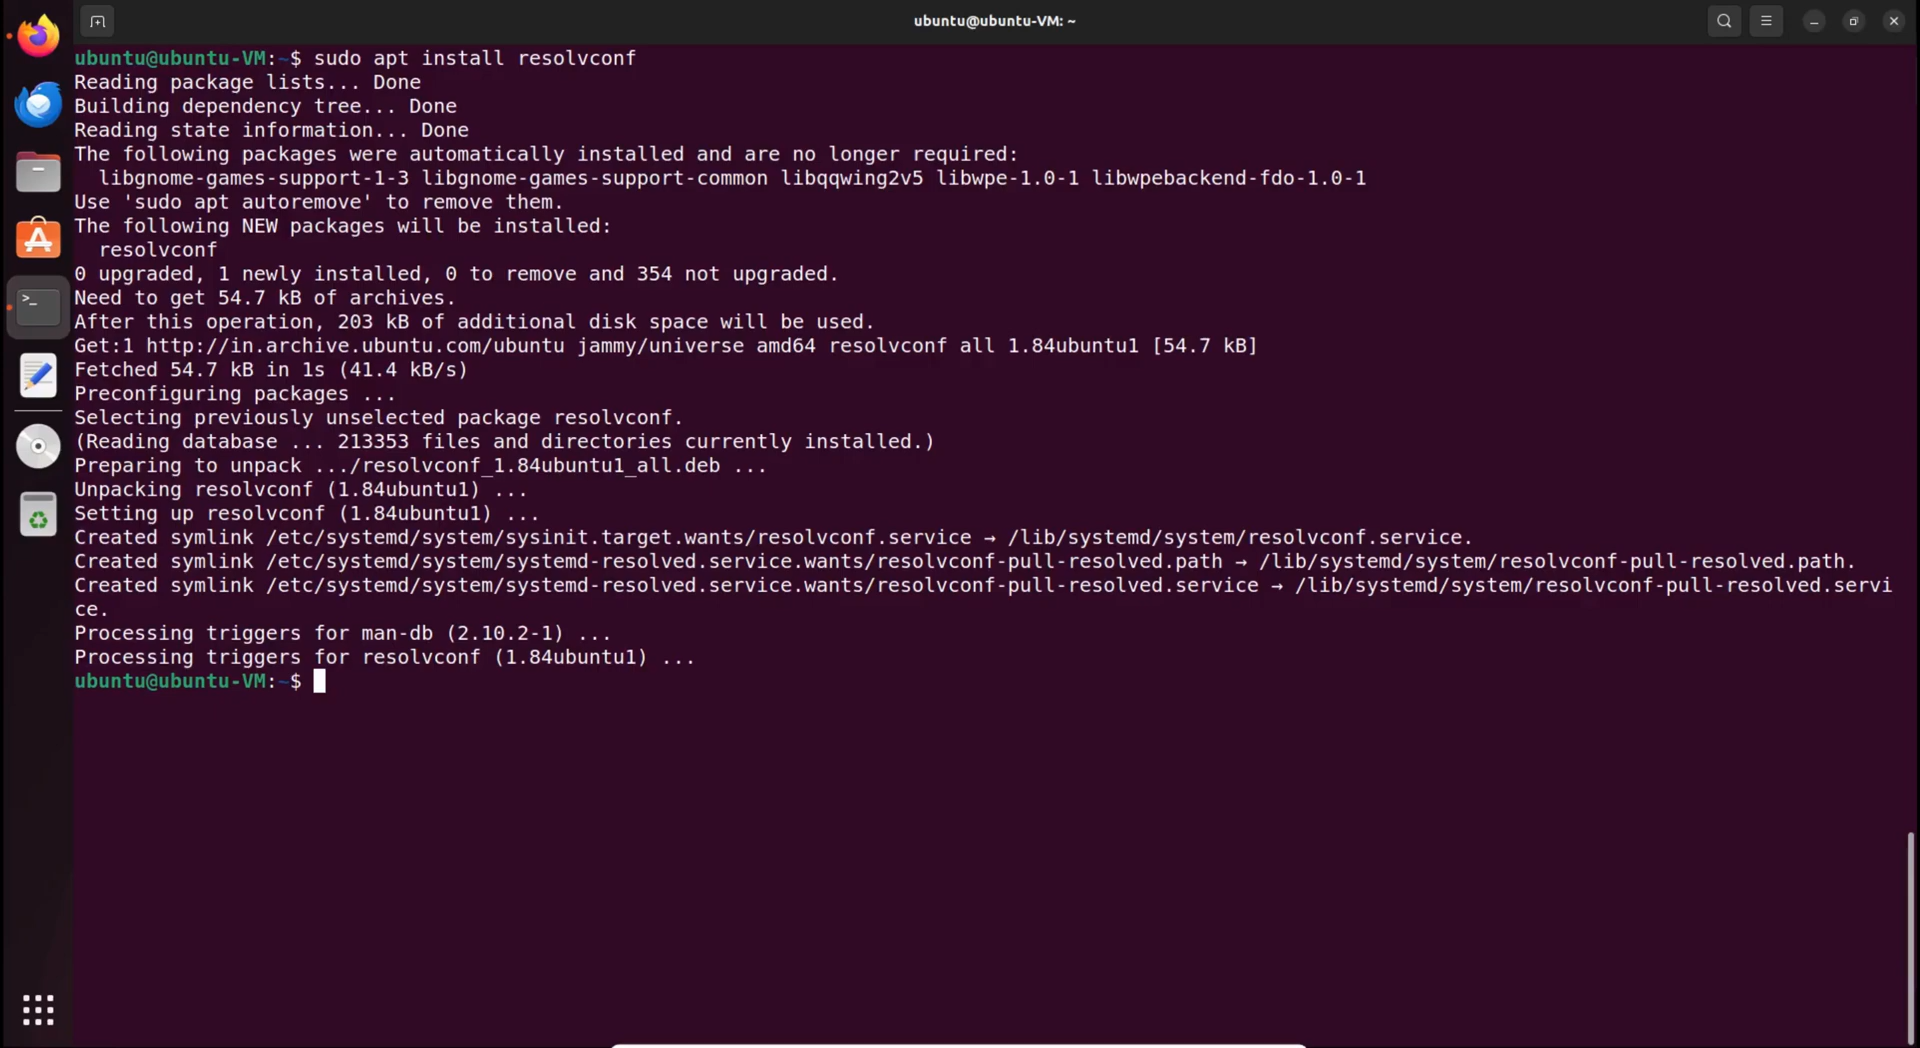 ubuntu@ubuntu-VM: ~
ubuntu@ubuntu-VM:~$ sudo apt install resolvconf
Reading package lists... Done
Building dependency tree... Done
Reading state information... Done
The following packages were automatically installed and are no longer required:
  libgnome-games-support-1-3 libgnome-games-support-common libqqwing2v5 libwpe-1.0-1 libwpebackend-fdo-1.0-1
Use 'sudo apt autoremove' to remove them.
The following NEW packages will be installed:
  resolvconf
0 upgraded, 1 newly installed, 0 to remove and 354 not upgraded.
Need to get 54.7 kB of archives.
After this operation, 203 kB of additional disk space will be used.
Get:1 http://in.archive.ubuntu.com/ubuntu jammy/universe amd64 resolvconf all 1.84ubuntu1 [54.7 kB]
Fetched 54.7 kB in 1s (41.4 kB/s)
Preconfiguring packages ...
Selecting previously unselected package resolvconf.
(Reading database ... 213353 files and directories currently installed.)
Preparing to unpack .../resolvconf_1.84ubuntu1_all.deb ...
Unpacking resolvconf (1.84ubuntu1) ...
Setting up resolvconf (1.84ubuntu1) ...
Created symlink /etc/systemd/system/sysinit.target.wants/resolvconf.service → /lib/systemd/system/resolvconf.service.
Created symlink /etc/systemd/system/systemd-resolved.service.wants/resolvconf-pull-resolved.path → /lib/systemd/system/resolvconf-pull-resolved.path.
Created symlink /etc/systemd/system/systemd-resolved.service.wants/resolvconf-pull-resolved.service → /lib/systemd/system/resolvconf-pull-resolved.servi
ce.
Processing triggers for man-db (2.10.2-1) ...
Processing triggers for resolvconf (1.84ubuntu1) ...
ubuntu@ubuntu-VM:~$